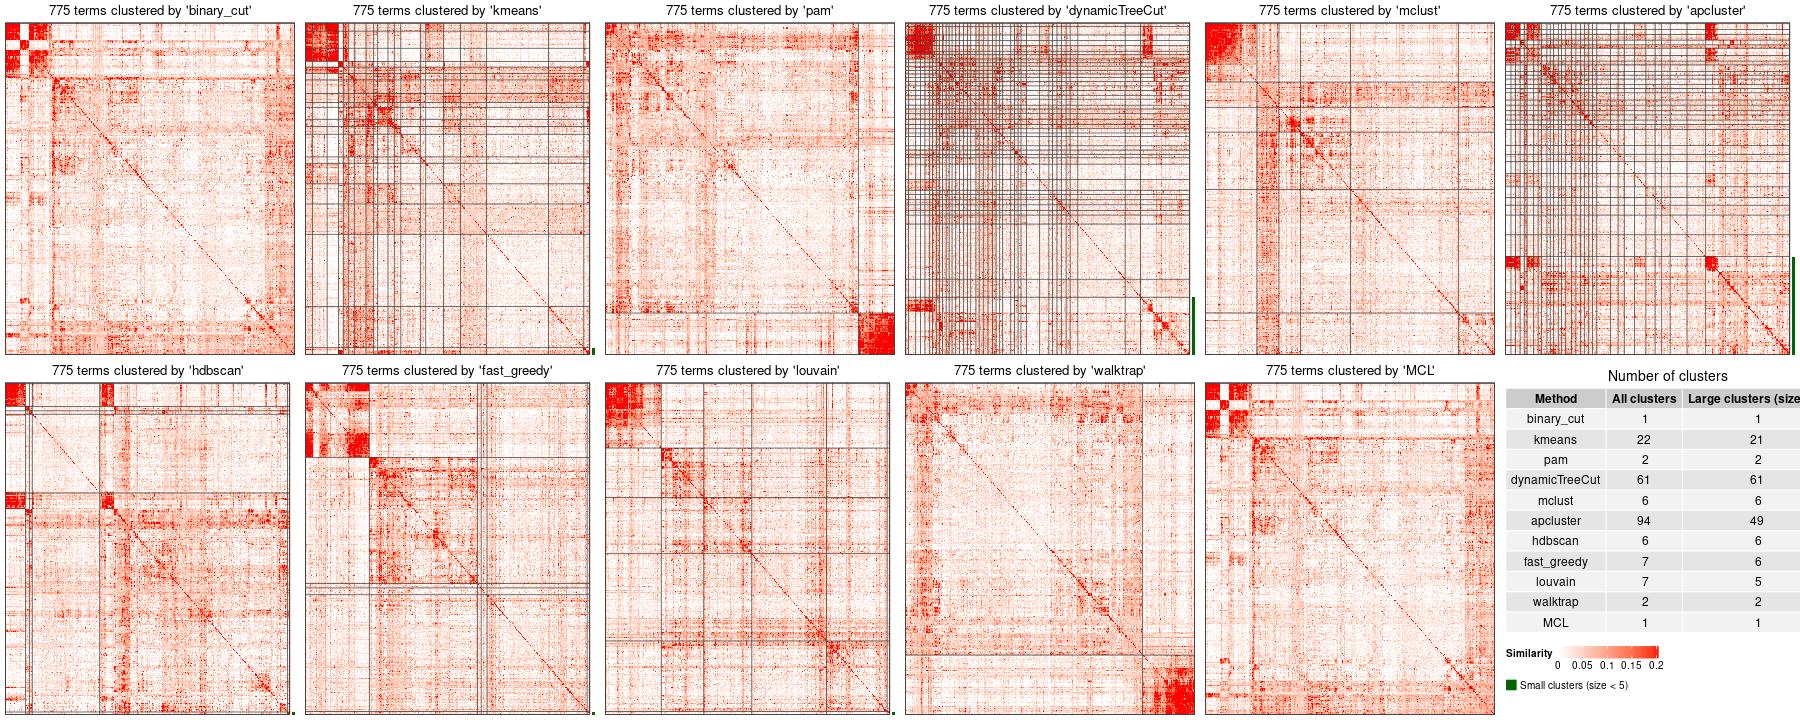 775 terms clustered by 'binary_cut'
775 terms clustered by 'kmeans'
775 terms clustered by 'pam'
775 terms clustered by 'dynamicTreeCut'
775 terms clustered by 'mclust'
775 terms clustered by 'apcluster'
775 terms clustered by 'hdbscan'
775 terms clustered by 'fast_greedy'
775 terms clustered by 'louvain'
775 terms clustered by 'walktrap'
775 terms clustered by 'MCL'
Number of clusters
Method All clusters Large clusters (size
binary_cut 1 1
kmeans 22 21
pam 2 2
dynamicTreeCut 61 61
mclust 6 6
apcluster 94 49
hdbscan 6 6
fast_greedy 7 6
louvain 7 5
walktrap 2 2
MCL 1 1
Similarity
0 0.05 0.1 0.15 0.2
Small clusters (size < 5)